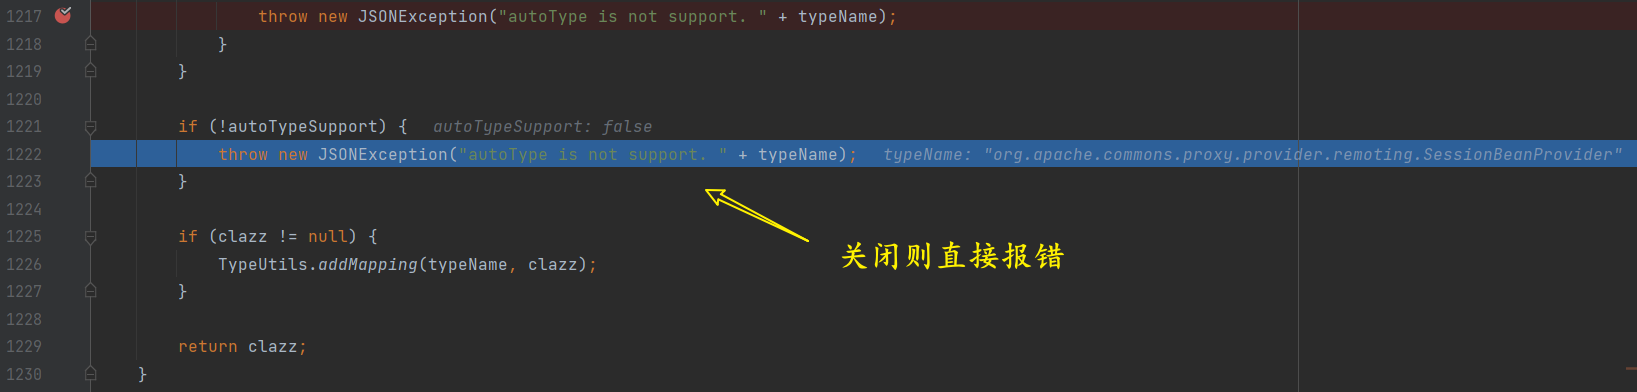 1217 throw new JSONException("autoType is not support. " + typeName);
1218 }
1219 }
1220
1221 if (!autoTypeSupport) { autoTypeSupport: false
1222 throw new JSONException("autoType is not support. " + typeName); typeName: "org.apache.commons.proxy.provider.remoting.SessionBeanProvider"
1223 }
1224
1225 if (clazz != null) {
关闭则直接报错
1226 TypeUtils.addMapping(typeName, clazz);
1227 }
1228
1229 return clazz;
1230 }